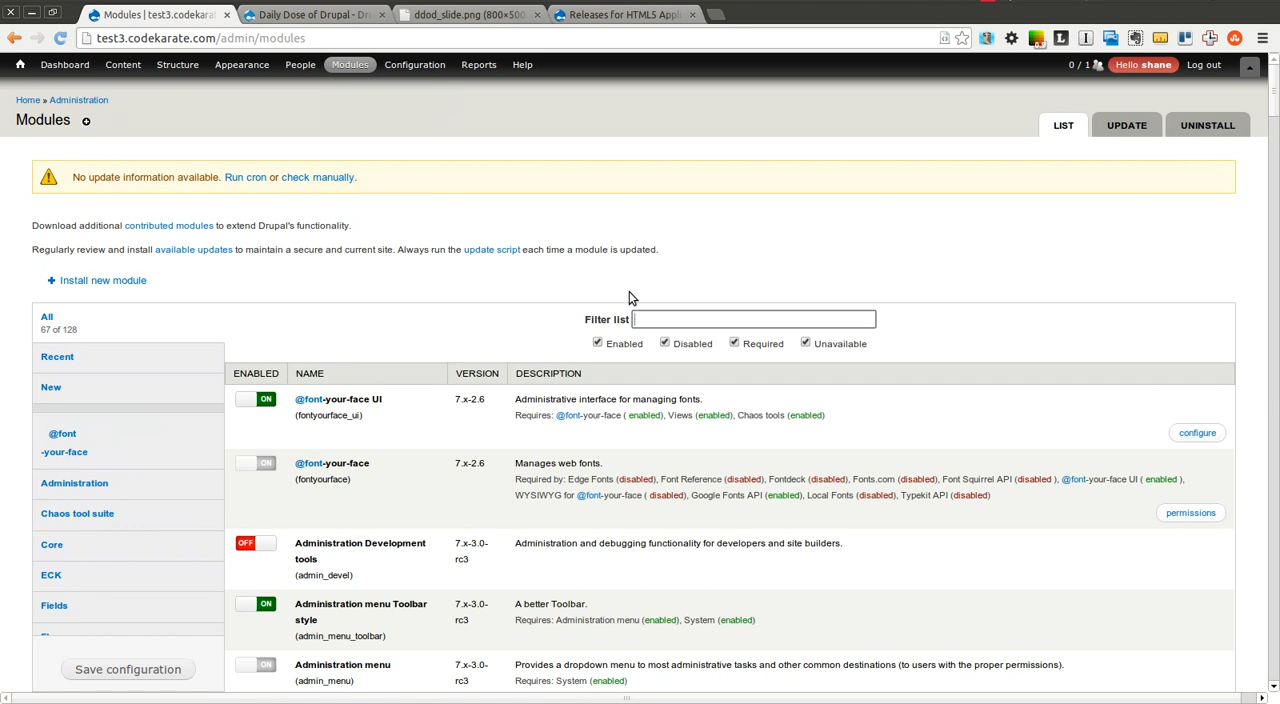 Modules | test3.codekara
Daily Dose of Drupal - Dr
ddod_slide.png (800×500
Releases for HTML5 Appl
test3.codekarate.com/admin/modules
Dashboard Content Structure Appearance People Modules Configuration Reports Help
0 / 1 Hello shane Log out
Home » Administration
Modules
LIST UPDATE UNINSTALL
No update information available. Run cron or check manually.
Download additional contributed modules to extend Drupal's functionality.
Regularly review and install available updates to maintain a secure and current site. Always run the update script each time a module is updated.
Install new module
All
67 of 128
Recent
New
@font
-your-face
Administration
Chaos tool suite
Core
ECK
Fields
Save configuration
Filter list
Enabled Disabled Required Unavailable
ENABLED NAME VERSION DESCRIPTION
ON @font-your-face UI 7.x-2.6 Administrative interface for managing fonts.
(fontyourface_ui) Requires: @font-your-face ( enabled), Views (enabled), Chaos tools (enabled)
configure
ON @font-your-face 7.x-2.6 Manages web fonts.
(fontyourface) Required by: Edge Fonts (disabled), Font Reference (disabled), Fontdeck (disabled), Fonts.com (disabled), Font Squirrel API (disabled ), @font-your-face UI ( enabled ),
WYSIWYG for @font-your-face ( disabled), Google Fonts API (enabled), Local Fonts (disabled), Typekit API (disabled)
permissions
OFF Administration Development 7.x-3.0- Administration and debugging functionality for developers and site builders.
tools rc3
(admin_devel)
ON Administration menu Toolbar 7.x-3.0- A better Toolbar.
style rc3 Requires: Administration menu (enabled), System (enabled)
(admin_menu_toolbar)
ON Administration menu 7.x-3.0- Provides a dropdown menu to most administrative tasks and other common destinations (to users with the proper permissions).
(admin_menu) rc3 Requires: System (enabled)